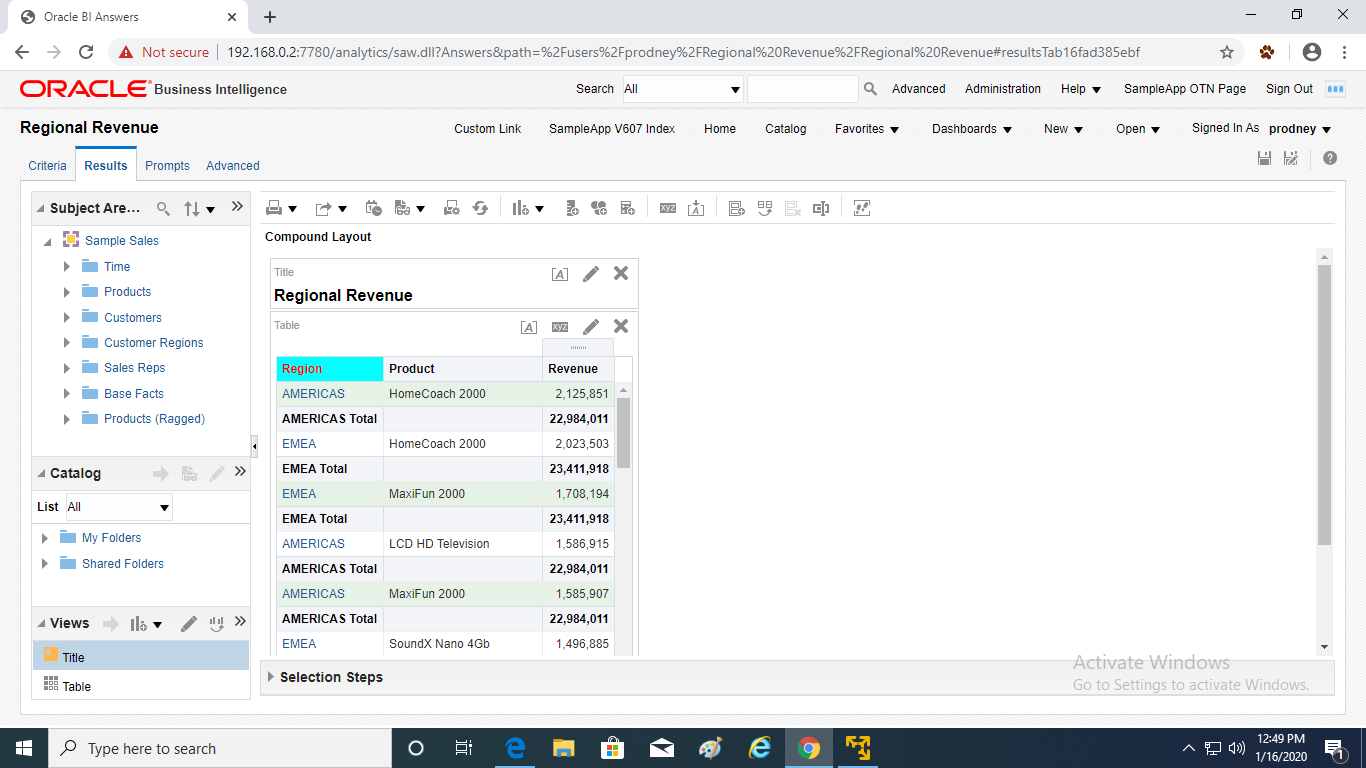 Oracle BI Answers
Not secure 192.168.0.2:7780/analytics/saw.dll?Answers&path=%2Fusers%2Fprodney%2FRegional%20Revenue%2FRegional%20Revenue#resultsTab16fad385ebf
ORACLE Business Intelligence
Search All Advanced Administration Help SampleApp OTN Page Sign Out
Regional Revenue
Custom Link SampleApp V607 Index Home Catalog Favorites Dashboards New Open Signed In As prodney
Criteria Results Prompts Advanced
Subject Are...
Sample Sales
Time
Products
Customers
Customer Regions
Sales Reps
Base Facts
Products (Ragged)
Catalog
List All
My Folders
Shared Folders
Views
Title
Table
xyz A
Compound Layout
Title A
Regional Revenue
Table A xyz
Region Product Revenue
AMERICAS HomeCoach 2000 2,125,851
AMERICAS Total 22,984,011
EMEA HomeCoach 2000 2,023,503
EMEA Total 23,411,918
EMEA MaxiFun 2000 1,708,194
EMEA Total 23,411,918
AMERICAS LCD HD Television 1,586,915
AMERICAS Total 22,984,011
AMERICAS MaxiFun 2000 1,585,907
AMERICAS Total 22,984,011
EMEA SoundX Nano 4Gb 1,496,885
Selection Steps
Activate Windows
Go to Settings to activate Windows.
Type here to search
12:49 PM
1/16/2020
1